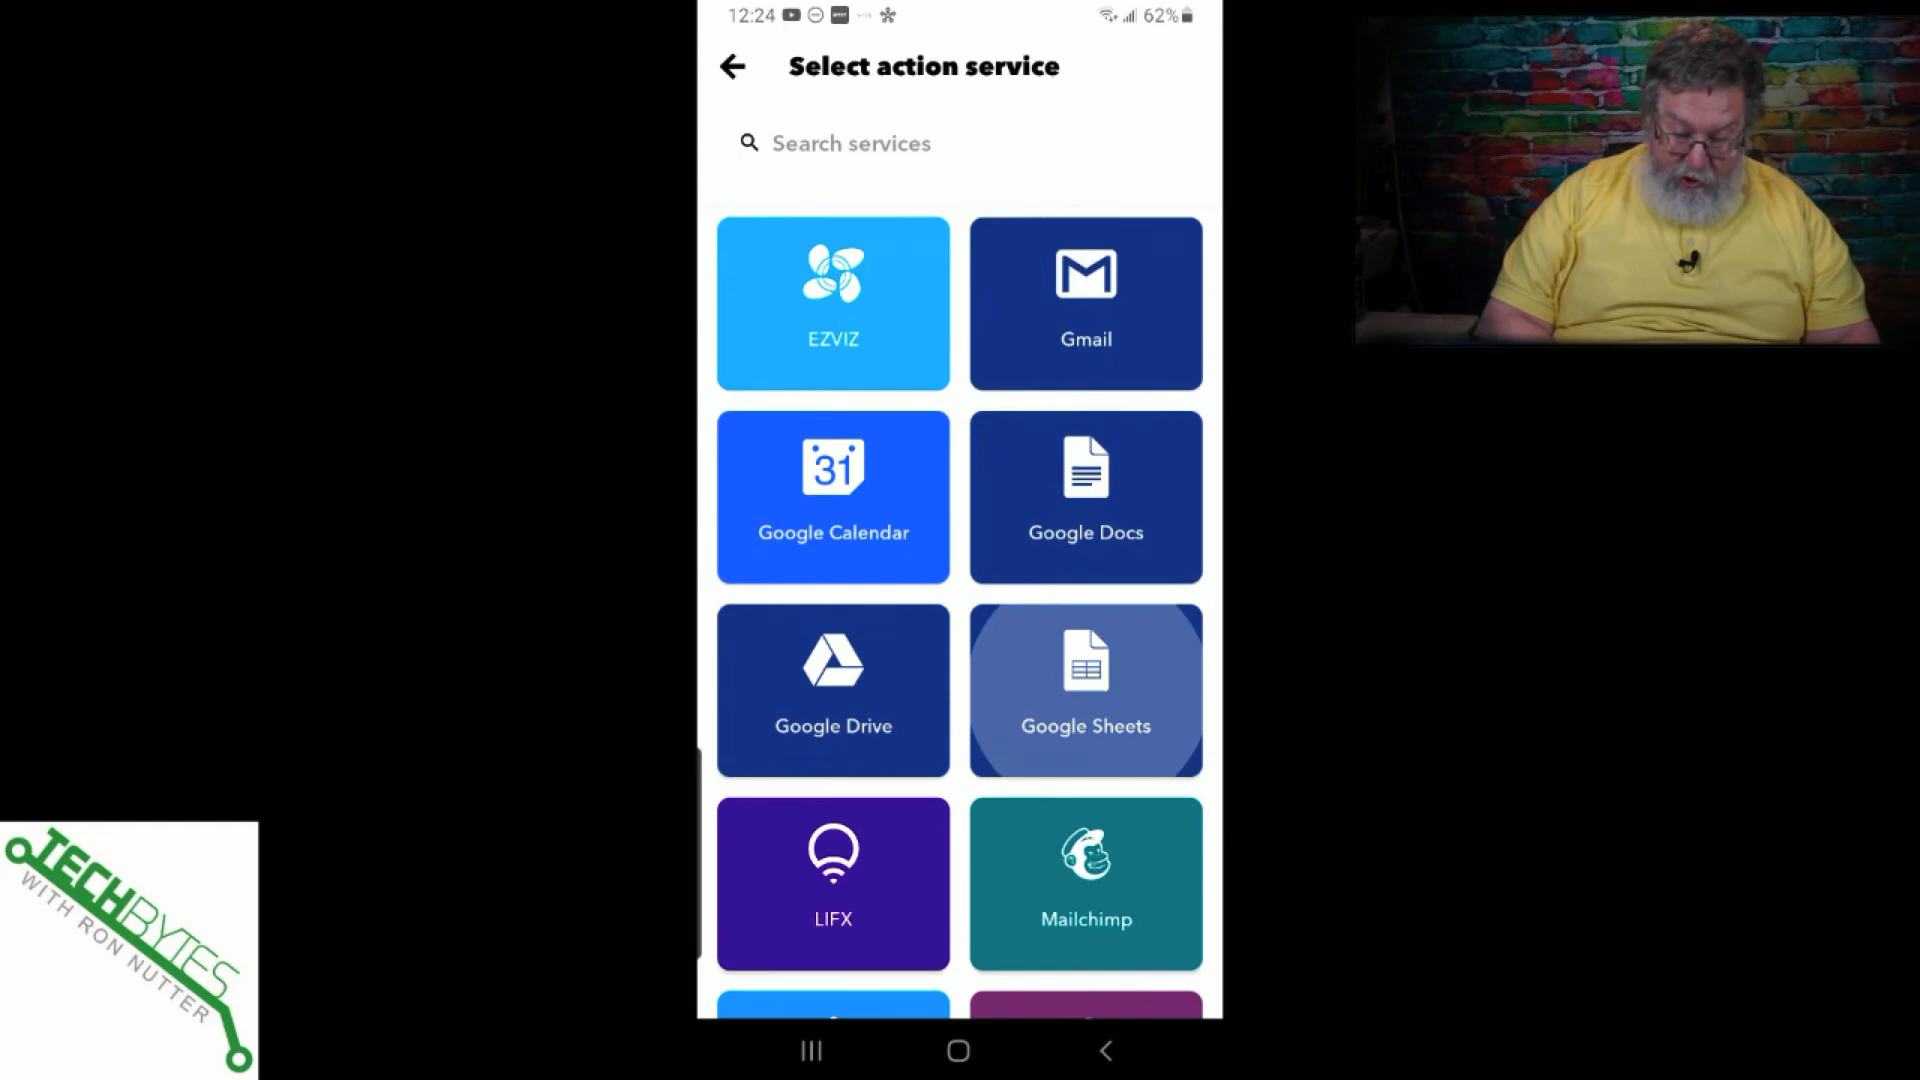 12:24
62%
Select action service
Search services
EZVIZ
Gmail
31
Google Calendar
Google Docs
Google Drive
Google Sheets
LIFX
Mailchimp
TECHBYTES
WITH RON NUTTER